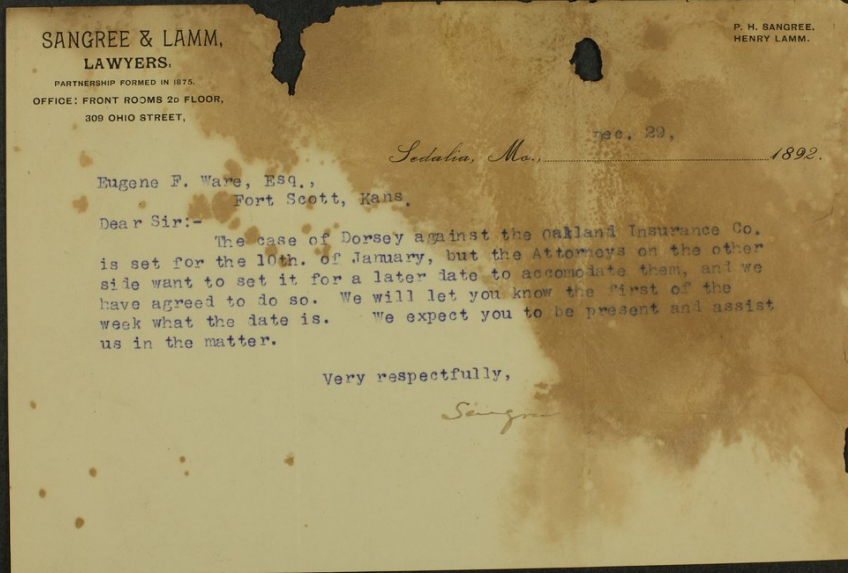 SANGREE & LAMM,
LAWYERS,
PARTNERSHIP FORMED IN 1875.
OFFICE: FRONT ROOMS 2D FLOOR,
309 OHIO STREET,
P. H. SANGREE.
HENRY LAMM.
Sedalia, Mo., Dec. 29, 1892.
Eugene F. Ware, Esq.,
Fort Scott, Kans.
Dear Sir:-
The case of Dorsey against the Oakland Insurance Co.
is set for the 10th. of January, but the Attorneys on the other
side want to set it for a later date to accomodate them, and we
have agreed to do so. We will let you know the first of the
week what the date is. We expect you to be present and assist
us in the matter.
Very respectfully,